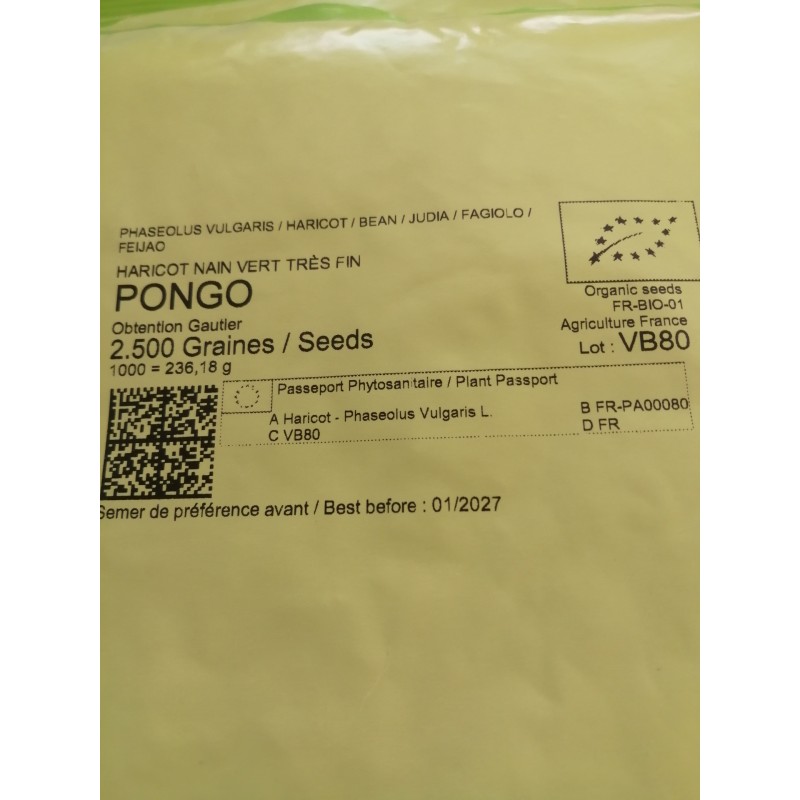 PHASEOLUS VULGARIS / HARICOT / BEAN / JUDIA / FAGIOLO /
FEIJAO
HARICOT NAIN VERT TRÈS FIN
PONGO
Obtention Gautier
2.500 Graines / Seeds
1000 = 236,18 g
Organic seeds
FR-BIO-01
Agriculture France
Lot : VB80
Passeport Phytosanitaire / Plant Passport
A Haricot - Phaseolus Vulgaris L.
B FR-PA00080
C VB80
D FR
Semer de préférence avant / Best before : 01/2027